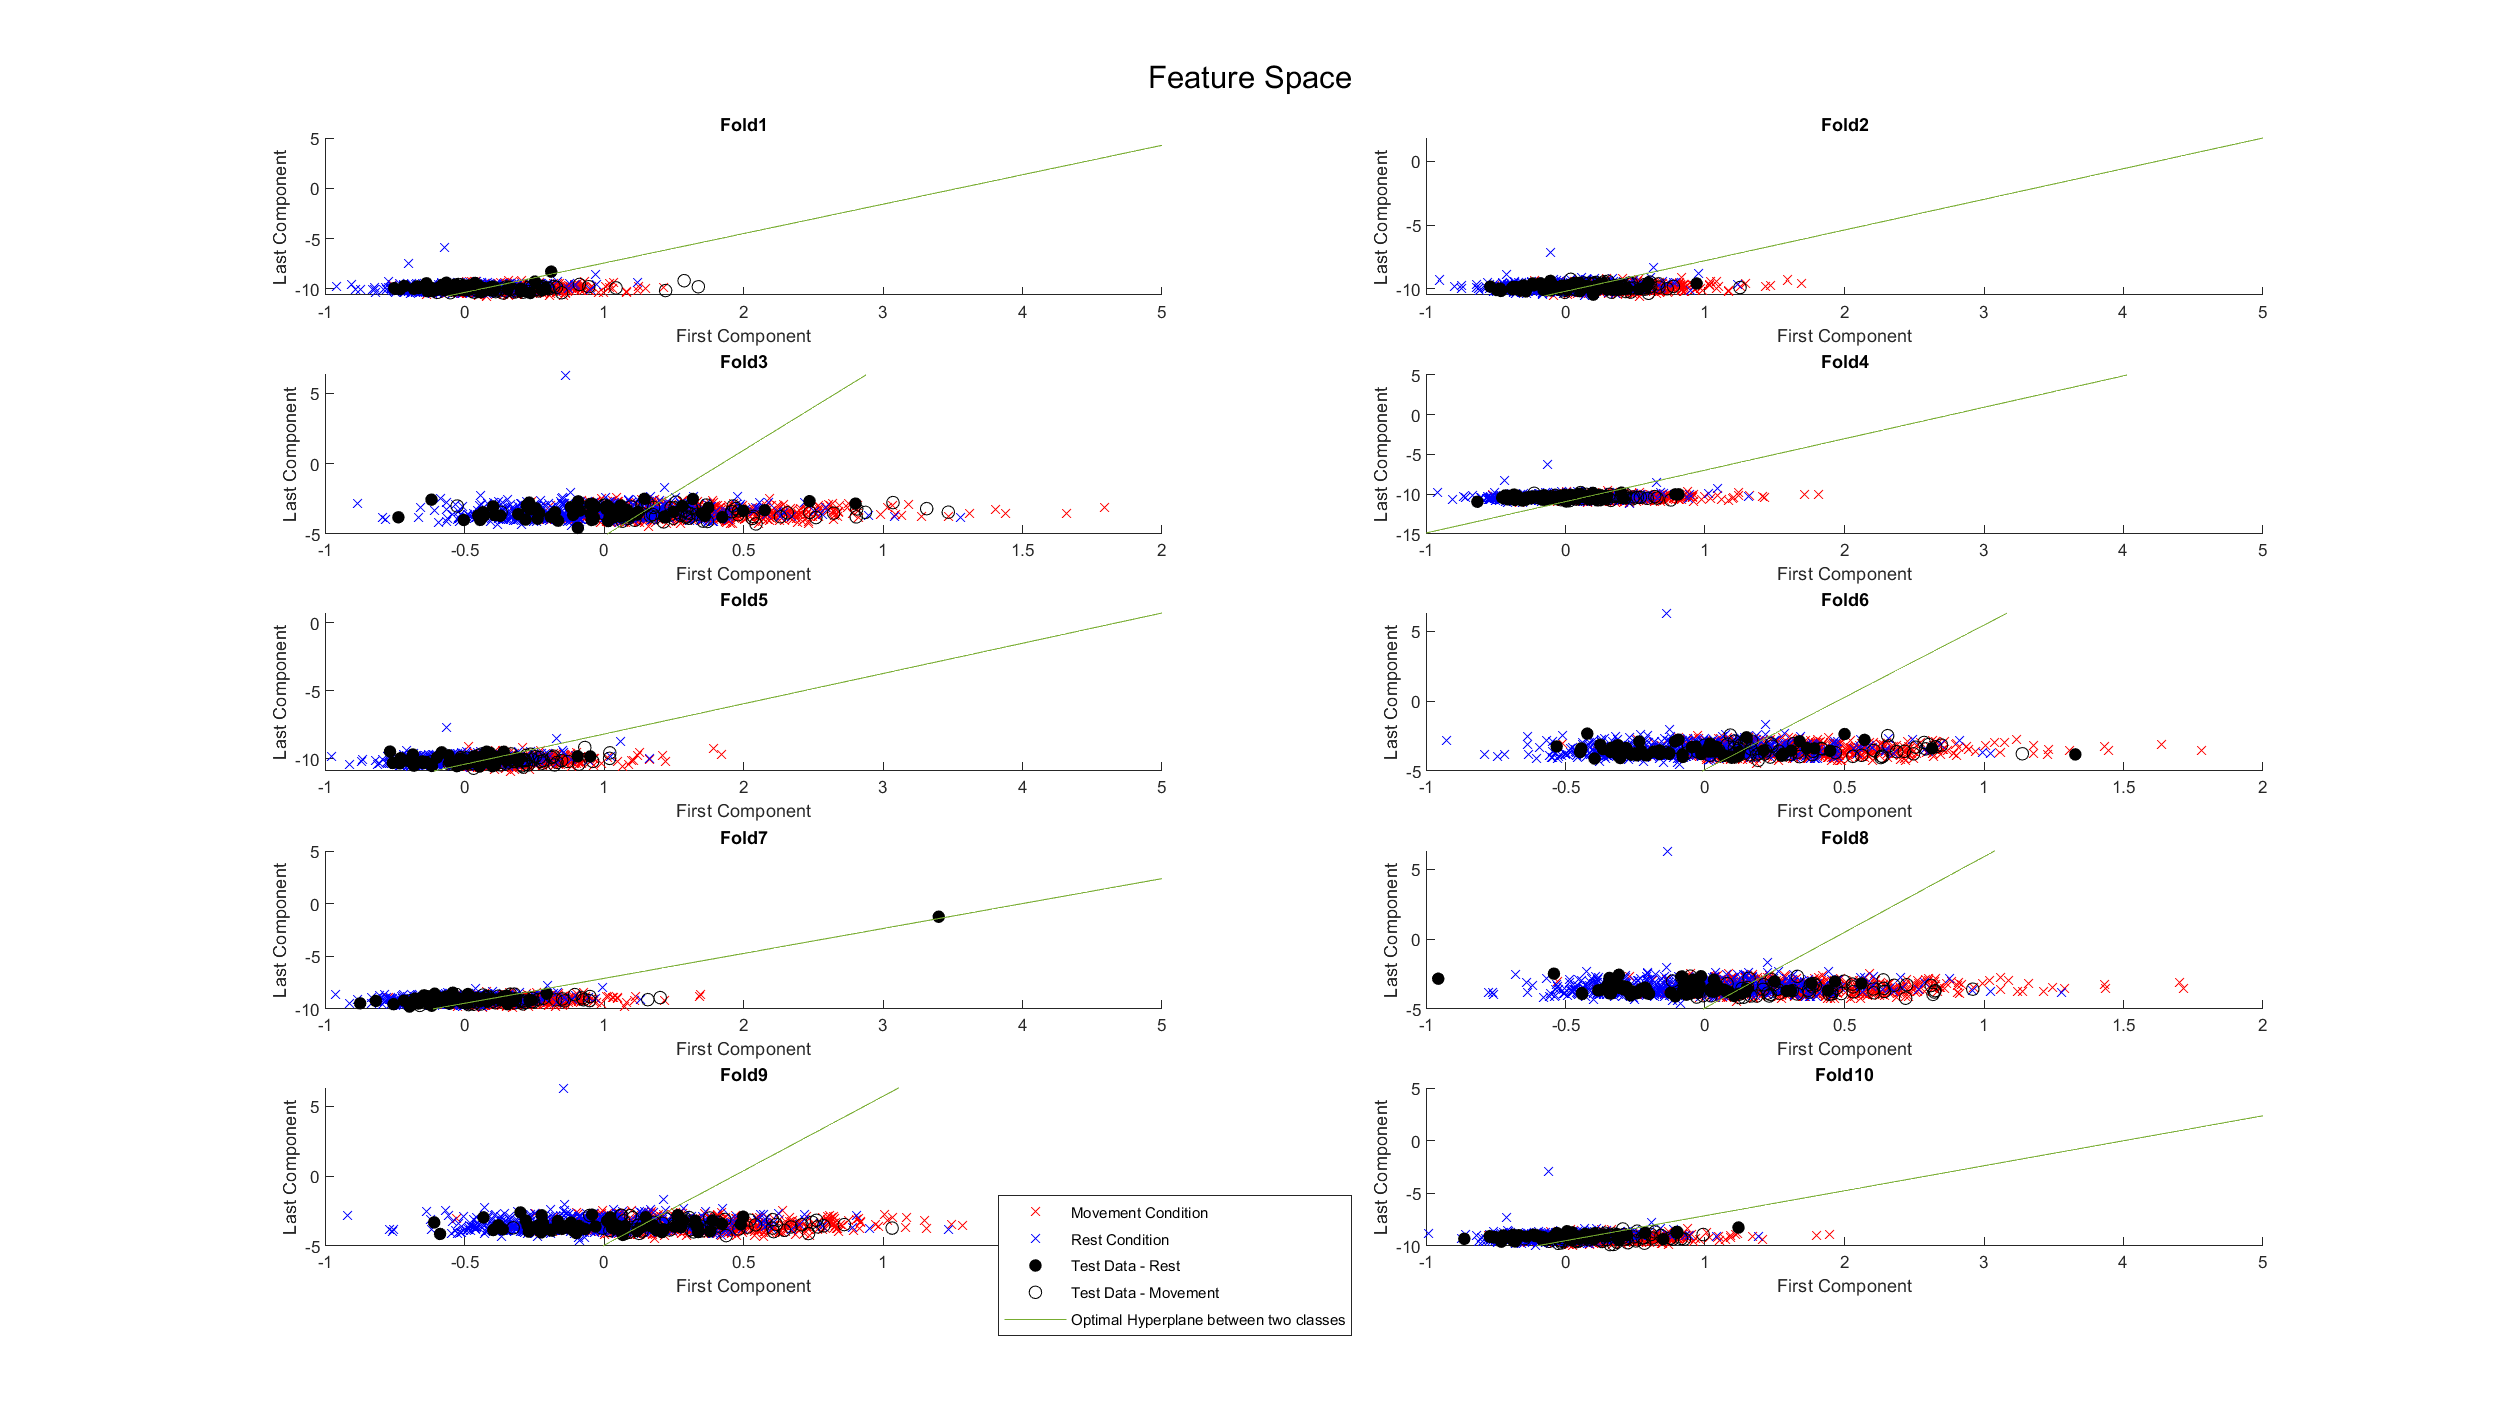 Feature Space
Fold1
Last Component
5
0
-5
-10
-1 0 1 2 3 4 5
First Component
Fold2
Last Component
0
-5
-10
-1 0 1 2 3 4 5
First Component
Fold3
Last Component
5
0
-5
-1 -0.5 0 0.5 1 1.5 2
First Component
Fold4
Last Component
5
0
-5
-10
-15
-1 0 1 2 3 4 5
First Component
Fold5
Last Component
0
-5
-10
-1 0 1 2 3 4 5
First Component
Fold6
Last Component
5
0
-5
-1 -0.5 0 0.5 1 1.5 2
First Component
Fold7
Last Component
5
0
-5
-10
-1 0 1 2 3 4 5
First Component
Fold8
Last Component
5
0
-5
-1 -0.5 0 0.5 1 1.5 2
First Component
Fold9
Last Component
5
0
-5
-1 -0.5 0 0.5 1
First Component
Fold10
Last Component
5
0
-5
-10
-1 0 1 2 3 4 5
First Component
Movement Condition
Rest Condition
Test Data - Rest
Test Data - Movement
Optimal Hyperplane between two classes